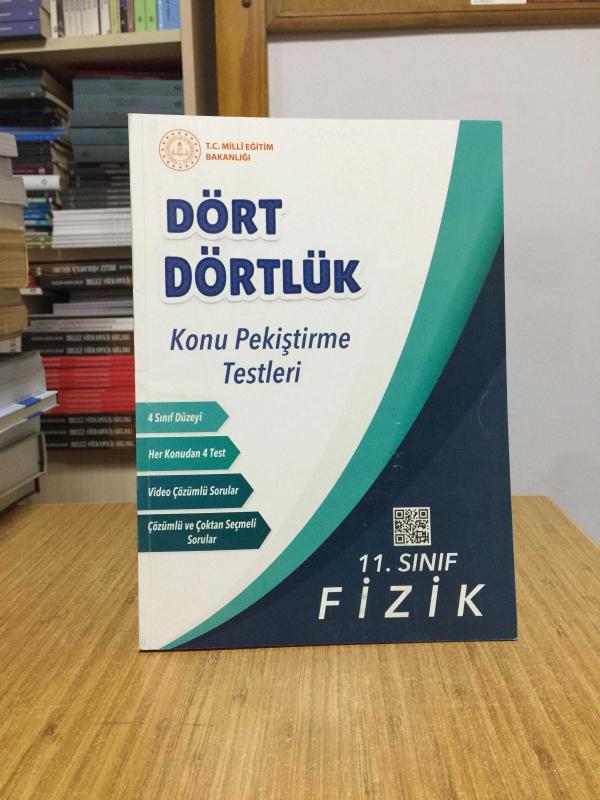 T.C. MİLLİ EĞİTİM
BAKANLIĞI
DÖRT
DÖRTLÜK
Konu Pekiştirme
Testleri
4 Sınıf Düzeyi
Her Konudan 4 Test
Video Çözümlü Sorular
Çözümlü ve Çoktan Seçmeli
Sorular
11. SINIF
FİZİK